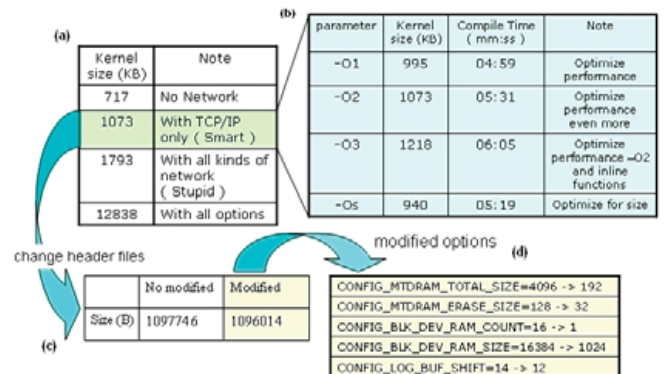 (a)
Kernel size (KB) Note
717 No Network
1073 With TCP/IP only ( Smart )
1793 With all kinds of network ( Stupid )
12838 With all options
(b)
parameter Kernel size (KB) Compile Time ( mm:ss ) Note
-O1 995 04:59 Optimize performance
-O2 1073 05:31 Optimize performance even more
-O3 1218 06:05 Optimize performance -O2 and inline functions
-Os 940 05:19 Optimize for size
change header files
modified options
(c)
No modified Modified
Size (B) 1097746 1096014
(d)
CONFIG_MTDRAM_TOTAL_SIZE=4096 -> 192
CONFIG_MTDRAM_ERASE_SIZE=128 -> 32
CONFIG_BLK_DEV_RAM_COUNT=16 -> 1
CONFIG_BLK_DEV_RAM_SIZE=16384 -> 1024
CONFIG_LOG_BUF_SHIFT=14 -> 12